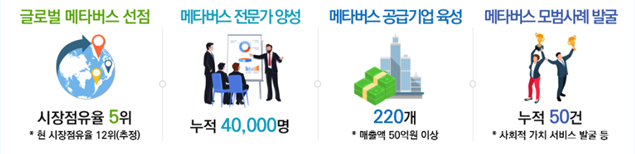 글로벌 메타버스 선점
시장점유율 5위
* 현 시장점유율 12위(추정)
메타버스 전문가 양성
누적 40,000명
메타버스 공급기업 육성
220개
* 매출액 50억원 이상
메타버스 모범사례 발굴
누적 50건
* 사회적 가치 서비스 발굴 등